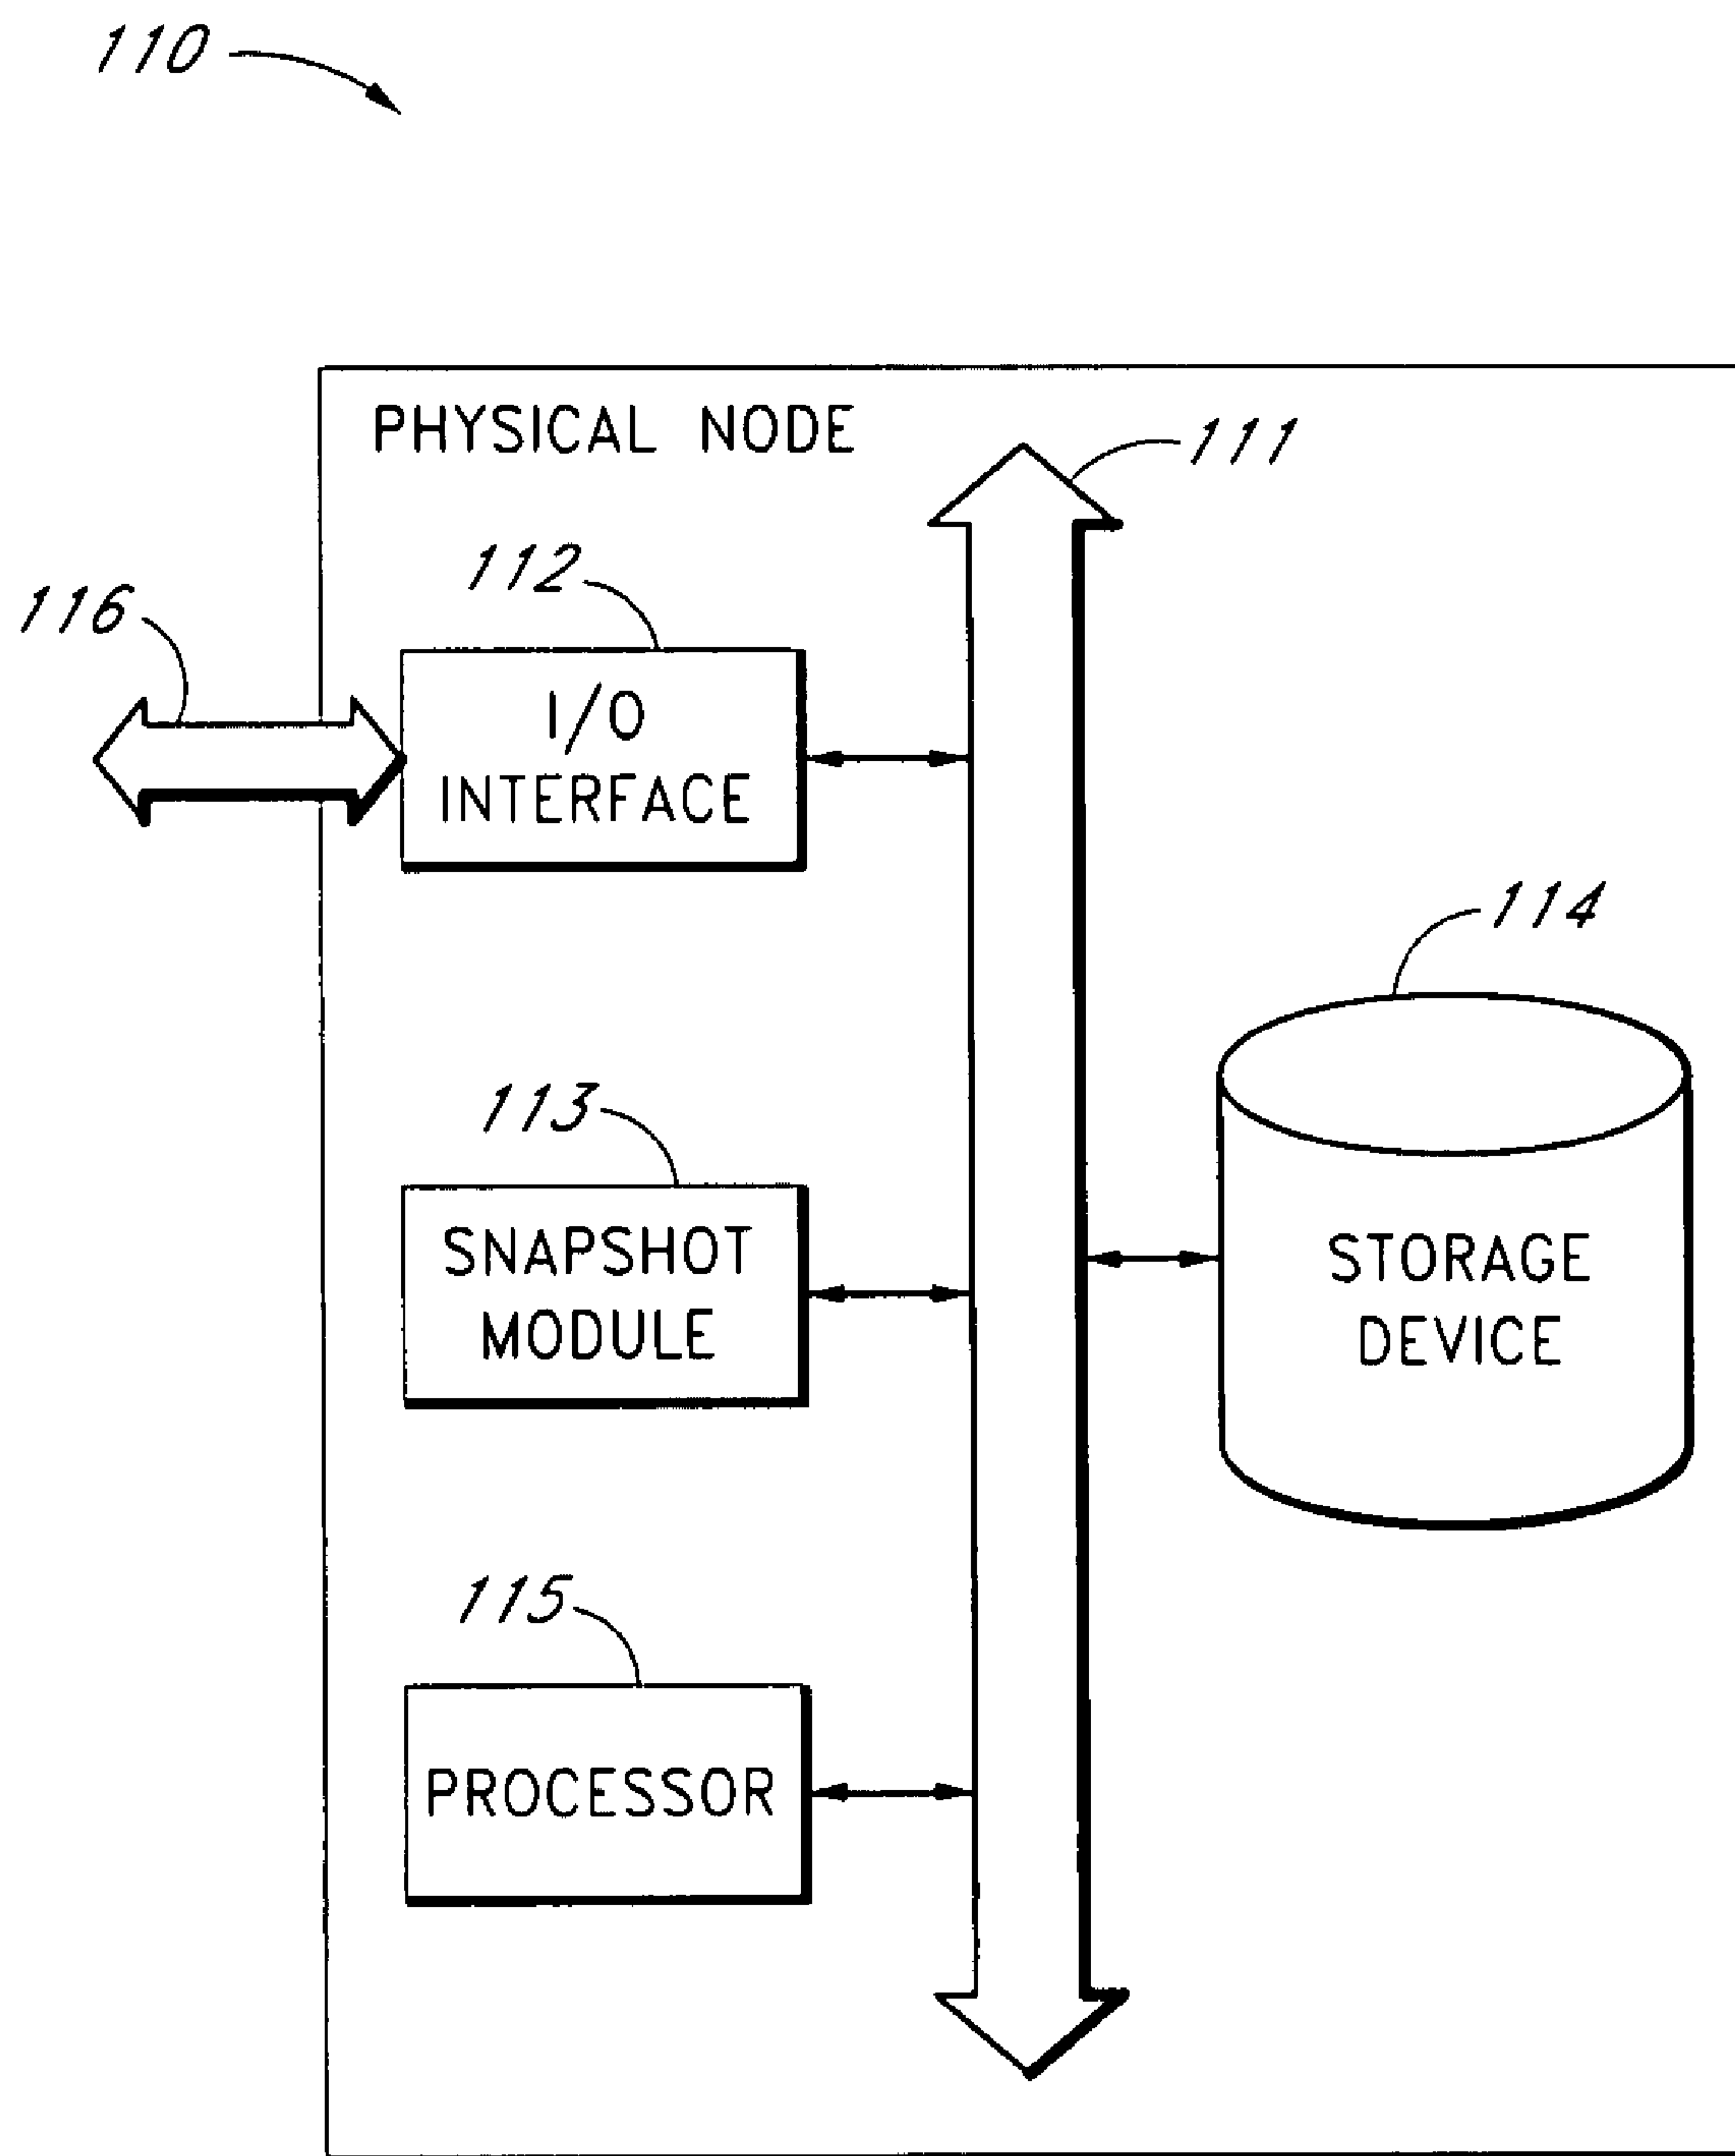 110
PHYSICAL NODE
111
112
116
I/O
INTERFACE
114
113
SNAPSHOT
MODULE
STORAGE
DEVICE
115
PROCESSOR